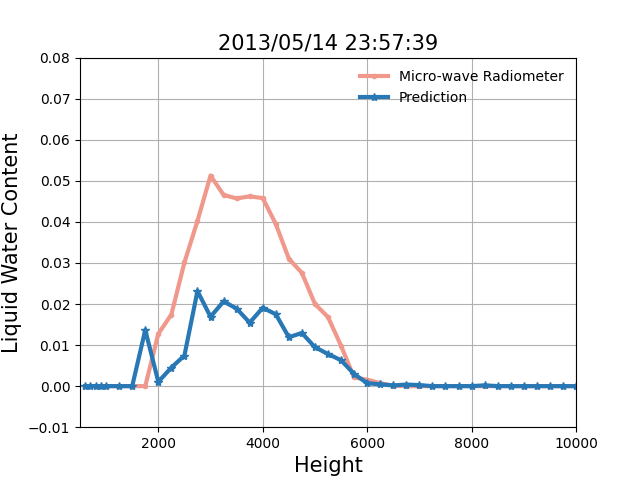 2013/05/14 23:57:39
Micro-wave Radiometer
Prediction
Liquid Water Content
0.08
0.07
0.06
0.05
0.04
0.03
0.02
0.01
0.00
−0.01
2000 4000 6000 8000 10000
Height